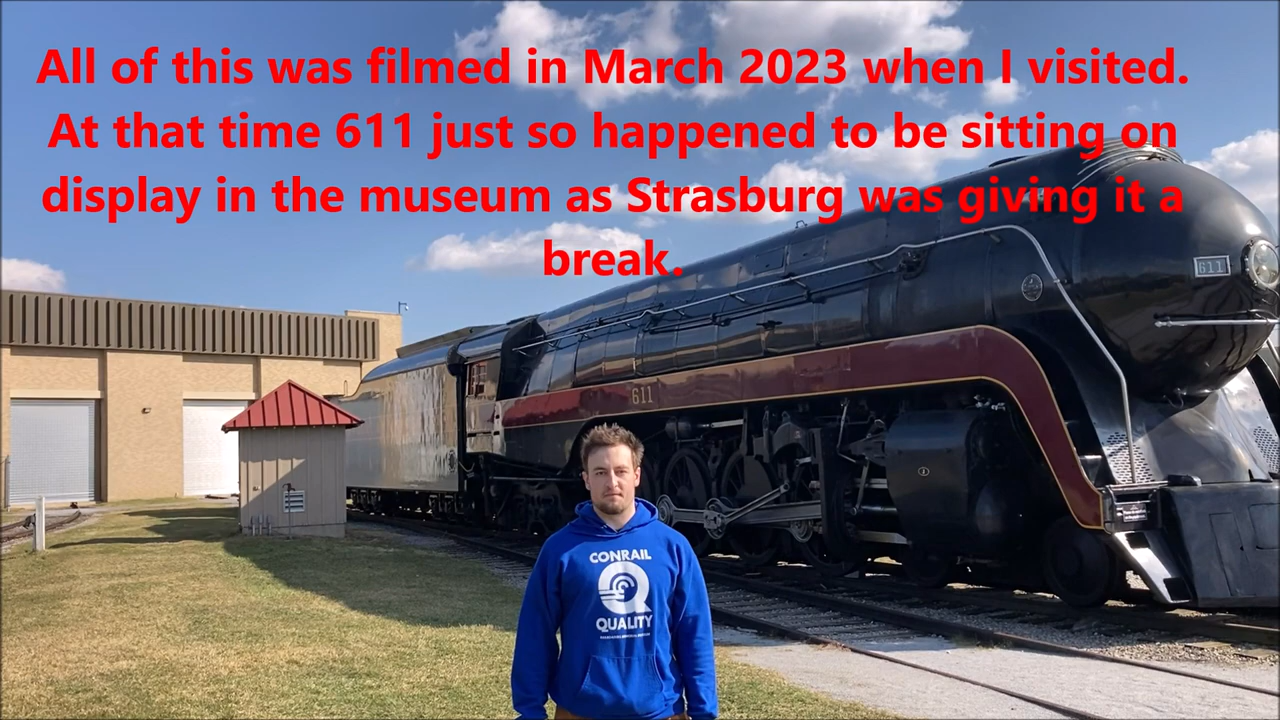 All of this was filmed in March 2023 when I visited.
At that time 611 just so happened to be sitting on
display in the museum as Strasburg was giving it a
break.
611
611
CONRAIL
QUALITY